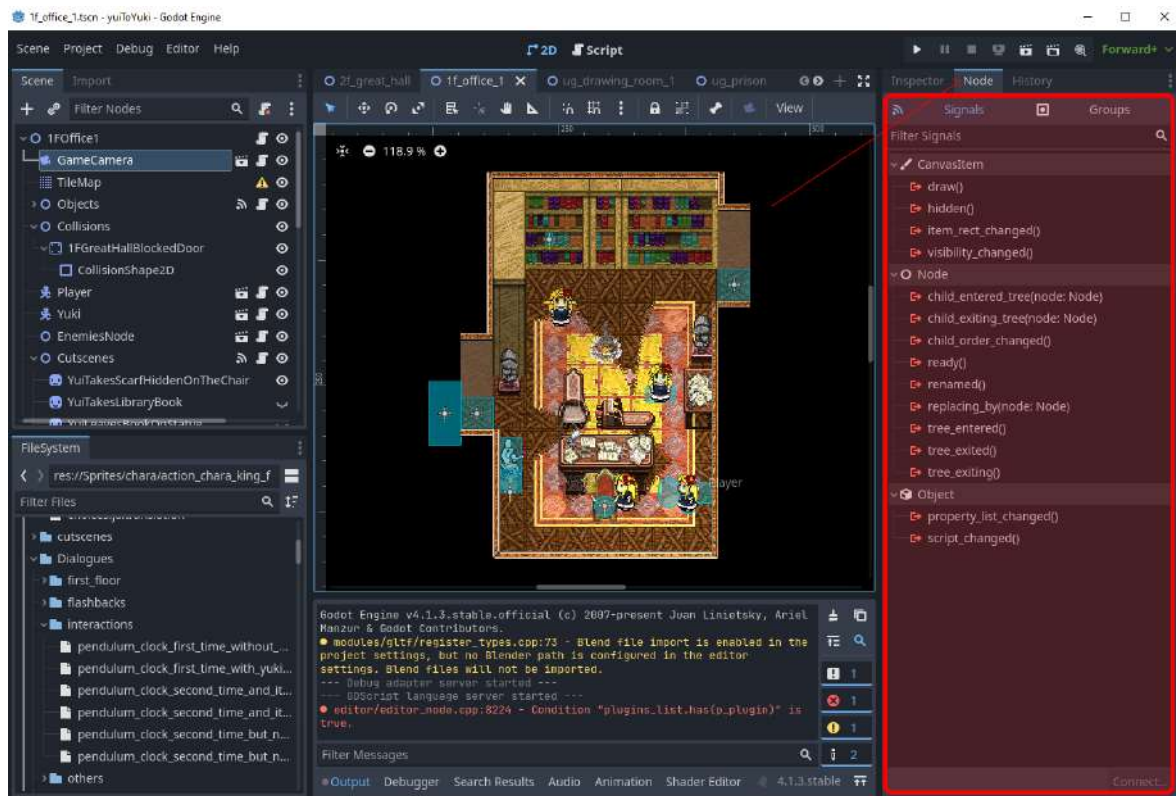 1f_office_1.tscn - yuiToYuki - Godot Engine
Scene Project Debug Editor Help
2D Script
Forward+
Scene Import
Filter Nodes
1FOffice1
GameCamera
TileMap
Objects
Collisions
1FGreatHallBlockedDoor
CollisionShape2D
Player
Yuki
EnemiesNode
Cutscenes
YuiTakesScarfHiddenOnTheChair
YuiTakesLibraryBook
YuiLeavesBookOnStatue
FileSystem
res://Sprites/chara/action_chara_king_f
Filter Files
cutscenes
Dialogues
first_floor
flashbacks
interactions
pendulum_clock_first_time_without_...
pendulum_clock_first_time_with_yuki...
pendulum_clock_second_time_and_it...
pendulum_clock_second_time_and_it...
pendulum_clock_second_time_but_n...
pendulum_clock_second_time_but_n...
others
2f_great_hall 1f_office_1 ug_drawing_room_1 ug_prison
View
250 500
118.9 %
Player
Godot Engine v4.1.3.stable.official (c) 2007-present Juan Linietsky, Ariel
Manzur & Godot Contributors.
modules/gltf/register_types.cpp:73 - Blend file import is enabled in the
project settings, but no Blender path is configured in the editor
settings. Blend files will not be imported.
--- Debug adapter server started ---
--- GDScript language server started ---
editor/editor_node.cpp:8224 - Condition "plugins_list.has(p_plugin)" is
true.
1
1
1
2
Filter Messages
Output Debugger Search Results Audio Animation Shader Editor 4.1.3.stable
Inspector Node History
Signals Groups
Filter Signals
CanvasItem
draw()
hidden()
item_rect_changed()
visibility_changed()
Node
child_entered_tree(node: Node)
child_exiting_tree(node: Node)
child_order_changed()
ready()
renamed()
replacing_by(node: Node)
tree_entered()
tree_exited()
tree_exiting()
Object
property_list_changed()
script_changed()
Connect...